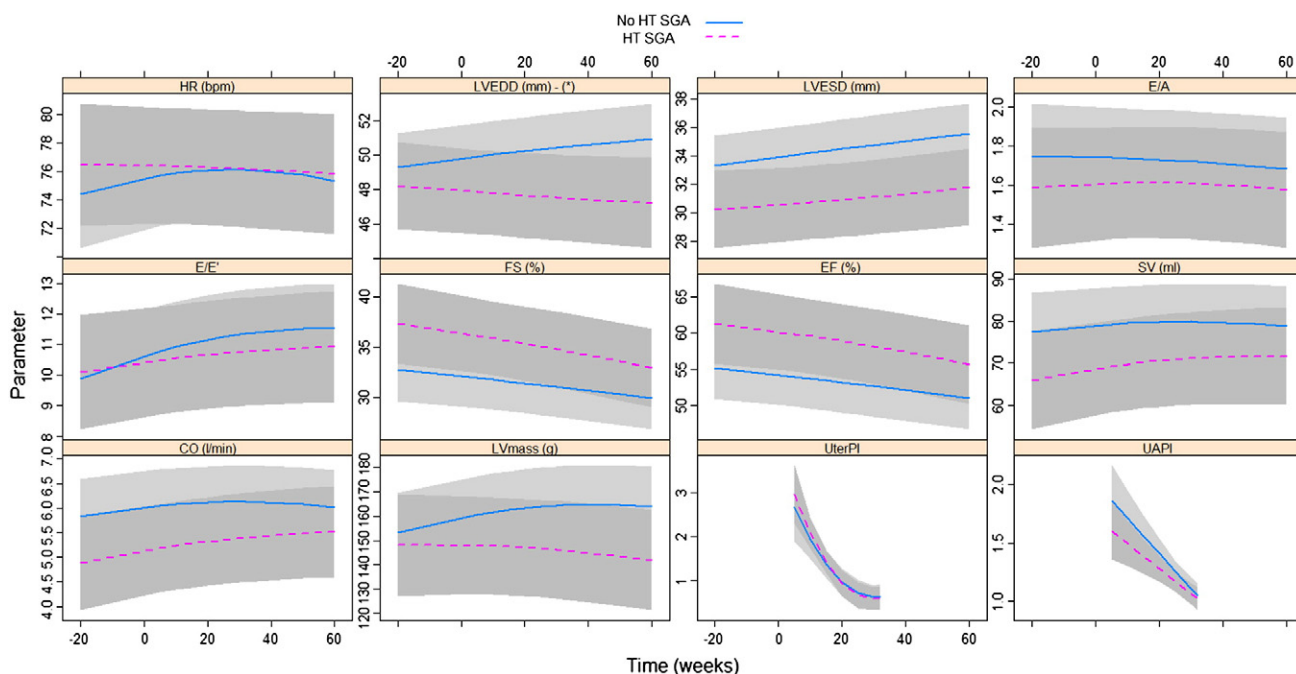 No HT SGA
HT SGA
-20 0 20 40 60 -20 0 20 40 60
HR (bpm) LVEDD (mm) - (*) LVESD (mm) E/A
80 78 76 74 72
52 50 48 46
38 36 34 32 30 28
2.0 1.8 1.6 1.4
E/E' FS (%) EF (%) SV (ml)
13 12 11 10 9 8
40 35 30
65 60 55 50
90 80 70 60
Parameter
CO (l/min) LVmass (g) UterPI UAPI
7.0 6.5 6.0 5.5 5.0 4.5 4.0
180 170 160 150 140 130 120
3 2 1
2.0 1.5 1.0
-20 0 20 40 60 -20 0 20 40 60
Time (weeks)